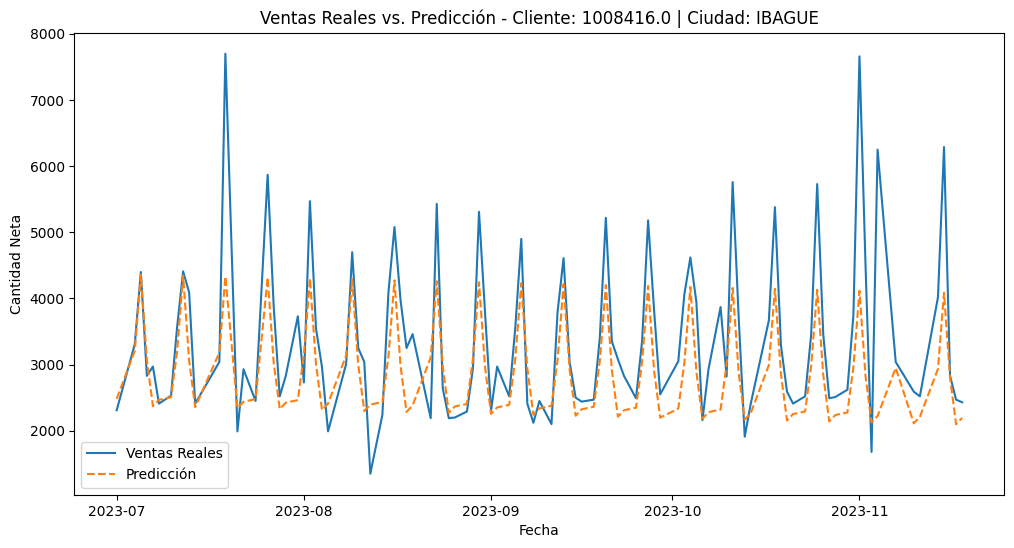 Ventas Reales vs. Predicción - Cliente: 1008416.0 | Ciudad: IBAGUE
8000
7000
6000
5000
4000
3000
2000
Cantidad Neta
Ventas Reales
Predicción
2023-07
2023-08
2023-09
2023-10
2023-11
Fecha